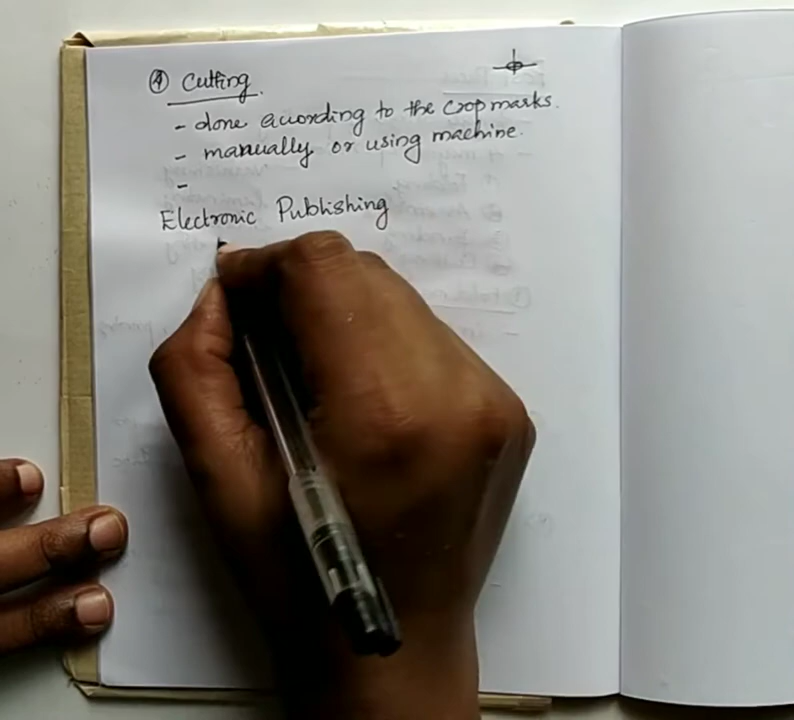 ④ Cutting.
- done according to the crop marks.
- manually or using machine.
-
Electronic Publishing